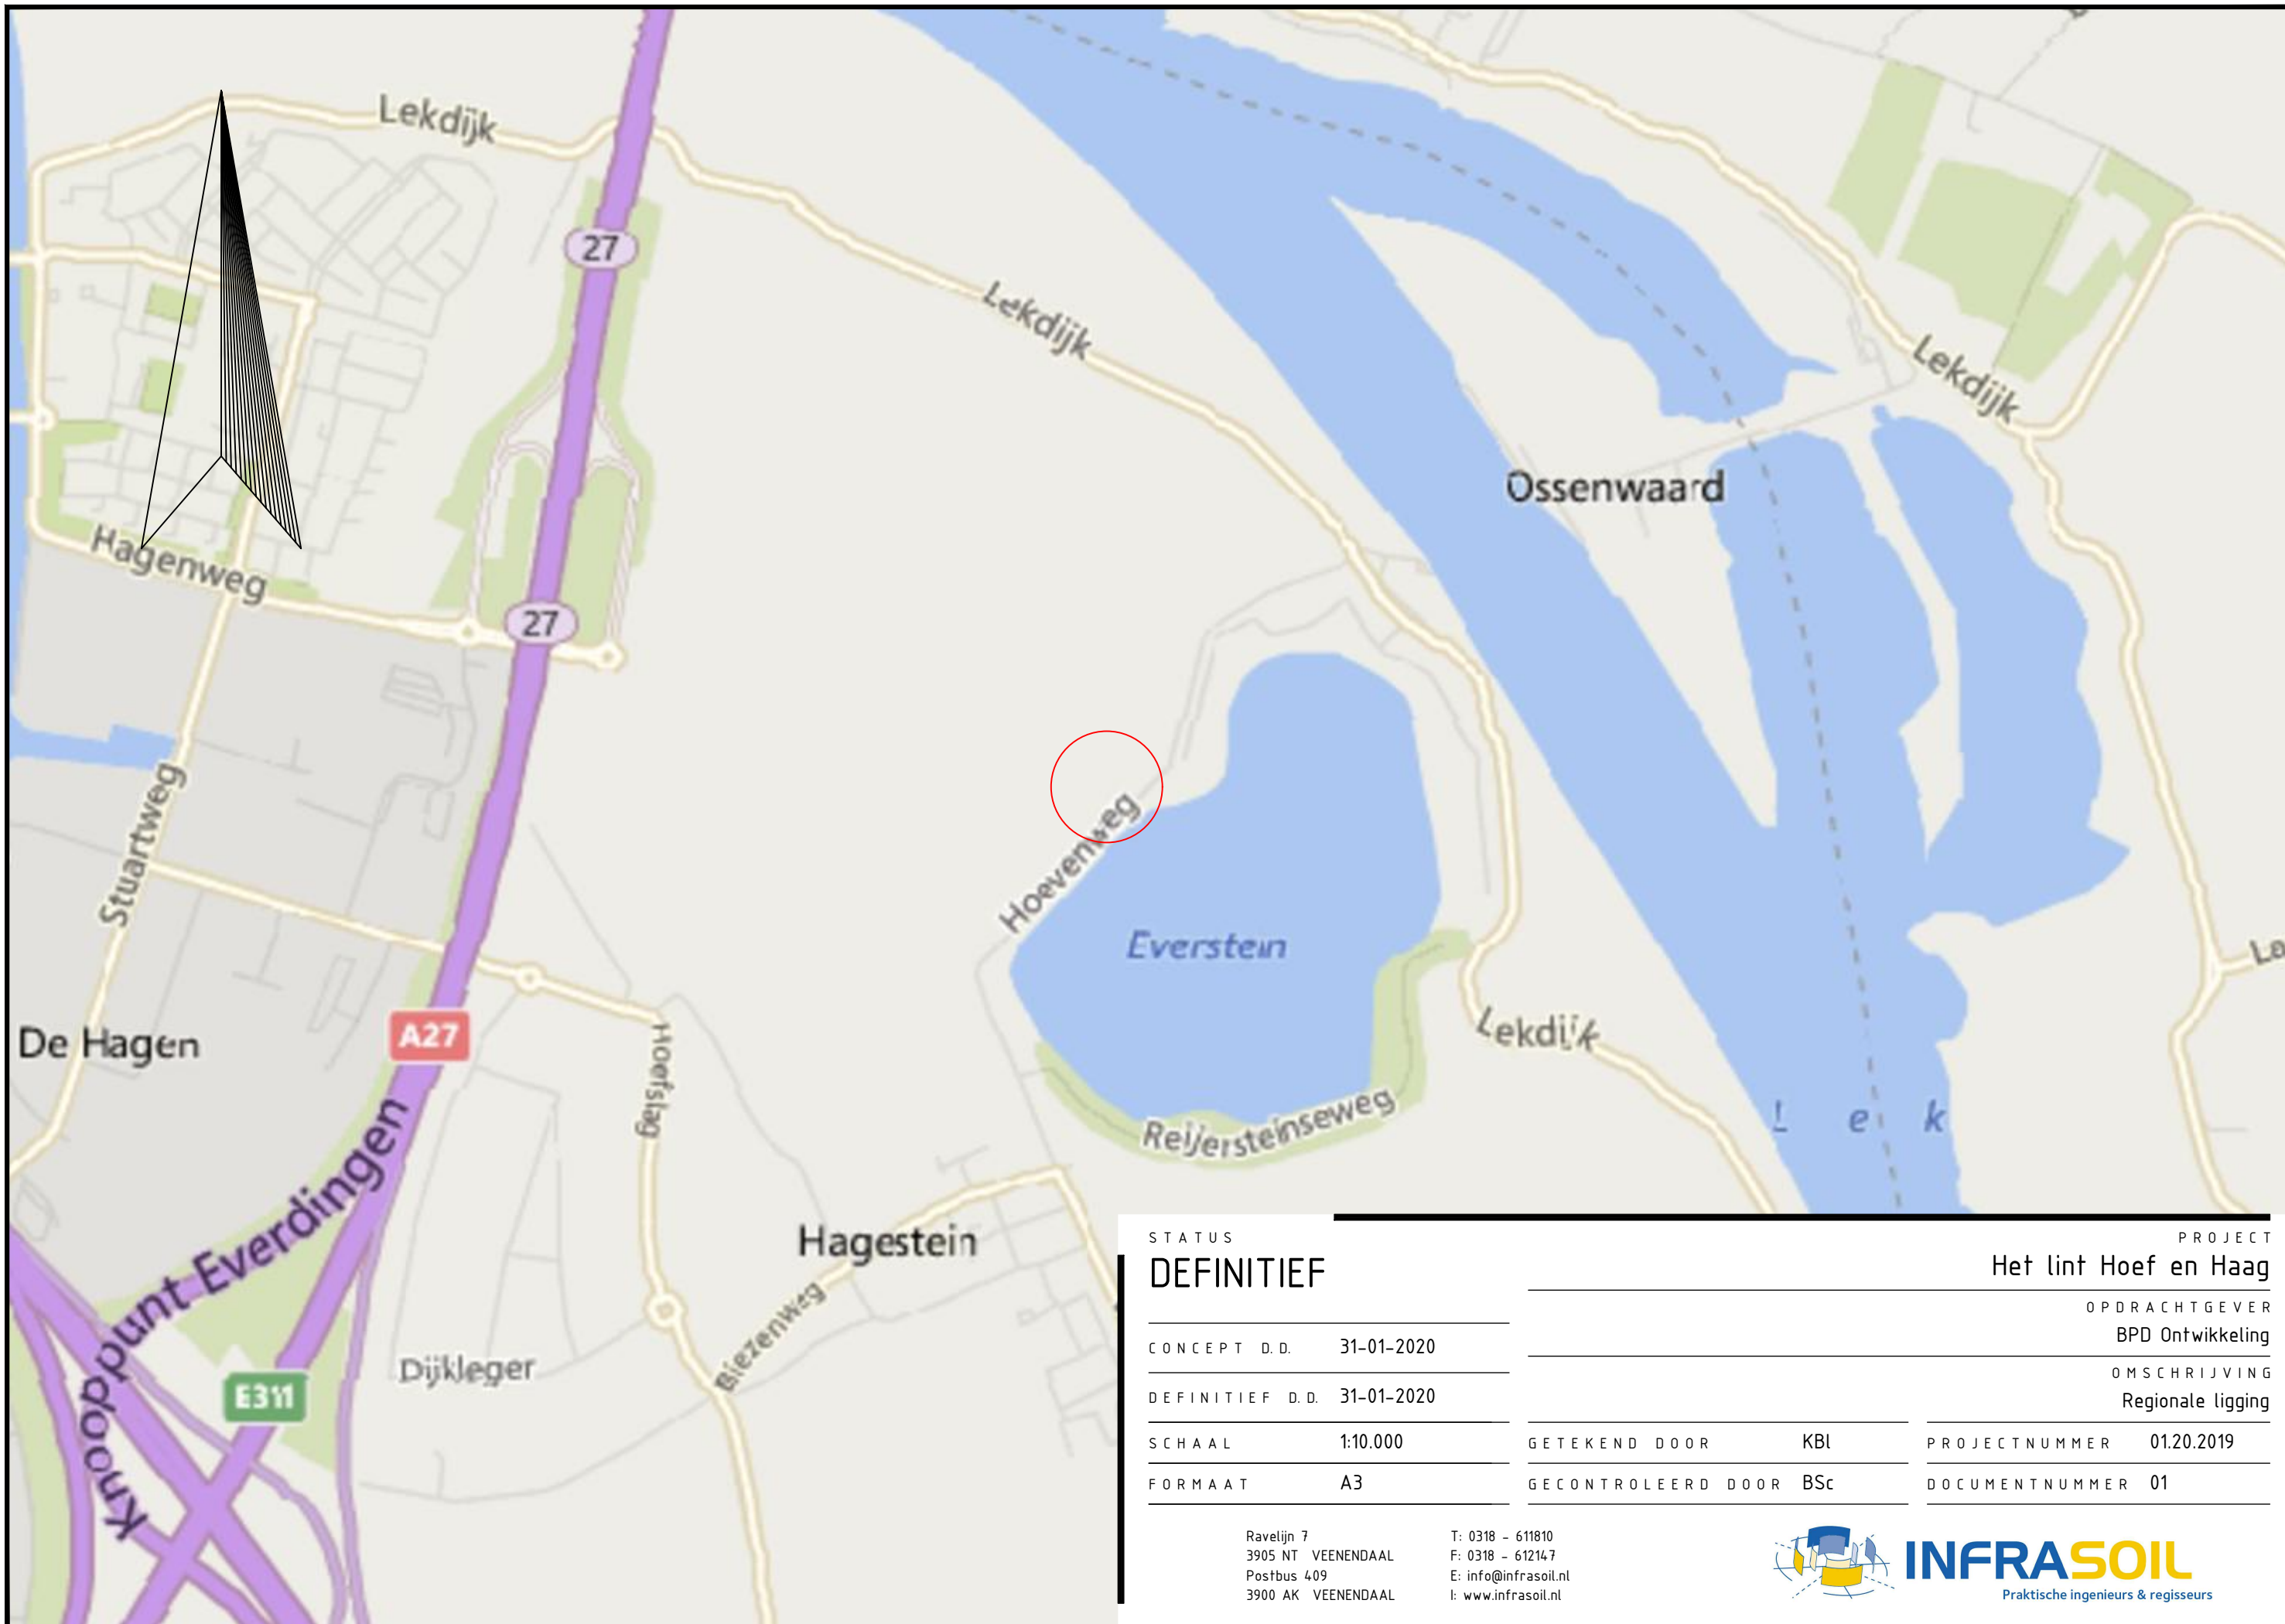 Lekdijk
27
Lekdijk
Lekdijk
Ossenwaard
Hagenweg
27
Stuartweg
Hoevenweg
Everstein
De Hagen
A27
Hoefslag
Lekdijk
La
Reijersteinseweg
L e k
Knooppunt Everdingen
Hagestein
Biezenweg
Dijkleger
E311
STATUS
DEFINITIEF
CONCEPT D.D. 31-01-2020
DEFINITIEF D.D. 31-01-2020
SCHAAL 1:10.000
FORMAAT A3
PROJECT
Het lint Hoef en Haag
OPDRACHTGEVER
BPD Ontwikkeling
OMSCHRIJVING
Regionale ligging
GETEKEND DOOR KBl
PROJECTNUMMER 01.20.2019
GECONTROLEERD DOOR BSc
DOCUMENTNUMMER 01
Ravelijn 7
3905 NT VEENENDAAL
Postbus 409
3900 AK VEENENDAAL
T: 0318 - 611810
F: 0318 - 612147
E: info@infrasoil.nl
I: www.infrasoil.nl
INFRASOIL
Praktische ingenieurs & regisseurs